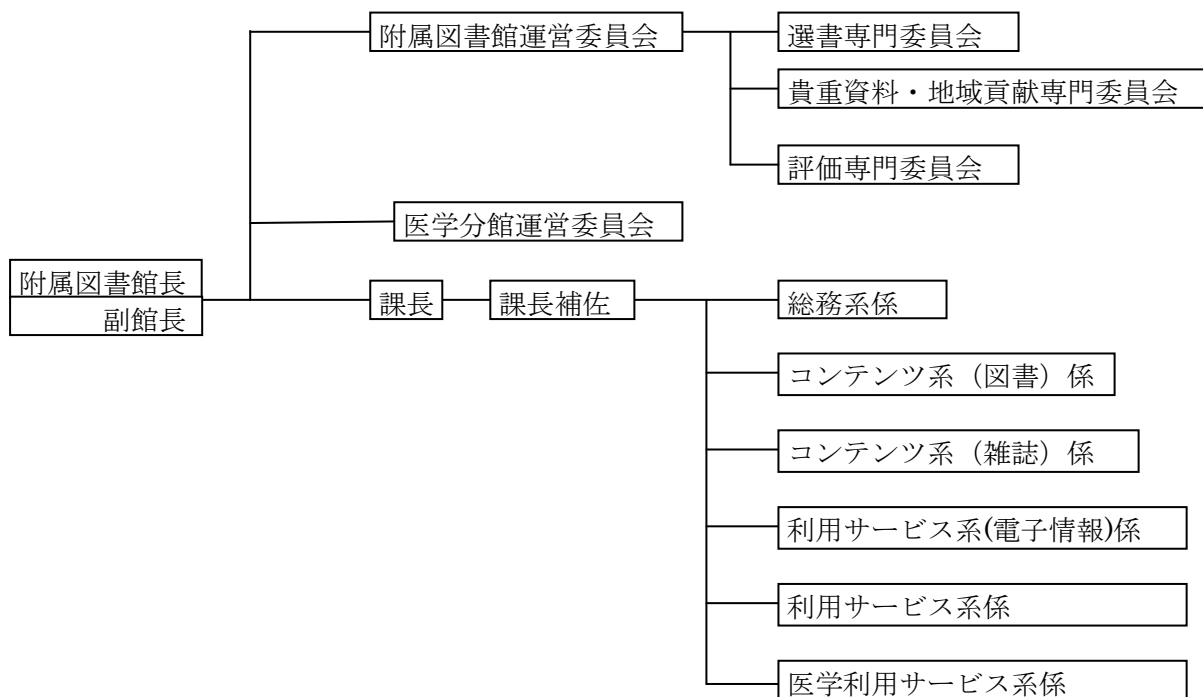 附属図書館運営委員会
選書専門委員会
貴重資料・地域貢献専門委員会
評価専門委員会
医学分館運営委員会
附属図書館長
副館長
課長
課長補佐
総務系係
コンテンツ系（図書）係
コンテンツ系（雑誌）係
利用サービス系(電子情報)係
利用サービス系係
医学利用サービス系係